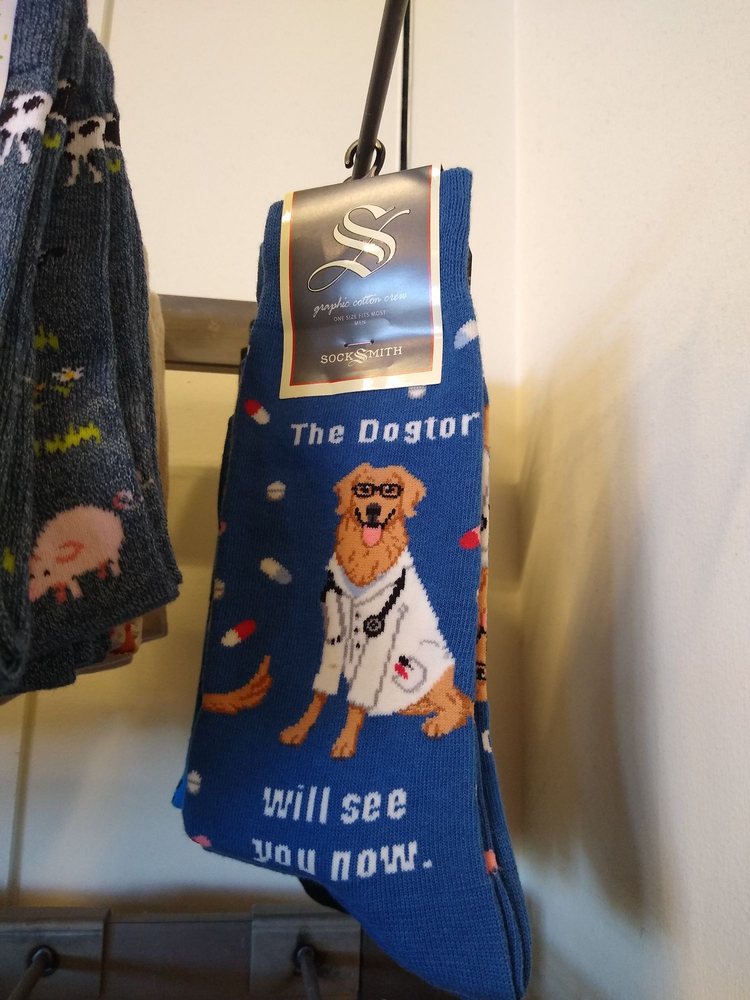 S
graphic cotton crew
ONE SIZE FITS MOST
MEN
SOCKSMITH
The Dogtor
will see
you now.